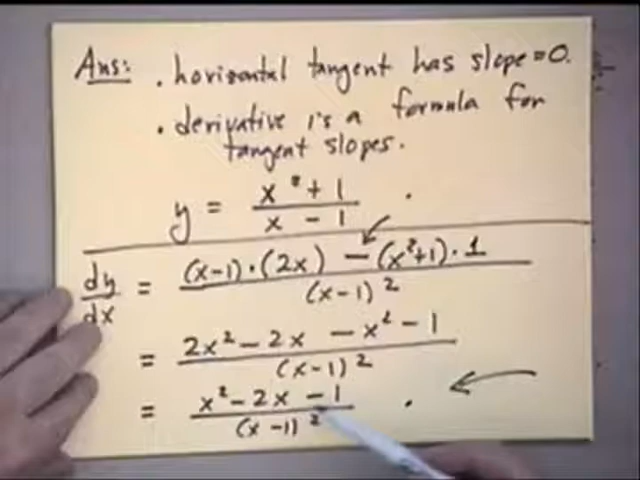 Ans: . horizontal tangent has slope = 0.
. derivative is a formula for
tangent slopes.
y = (x² + 1)/(x - 1) .
dy/dx = ((x-1)·(2x) - (x²+1)·1)/(x-1)²
= (2x² - 2x - x² - 1)/(x-1)²
= (x² - 2x - 1)/(x-1)² .